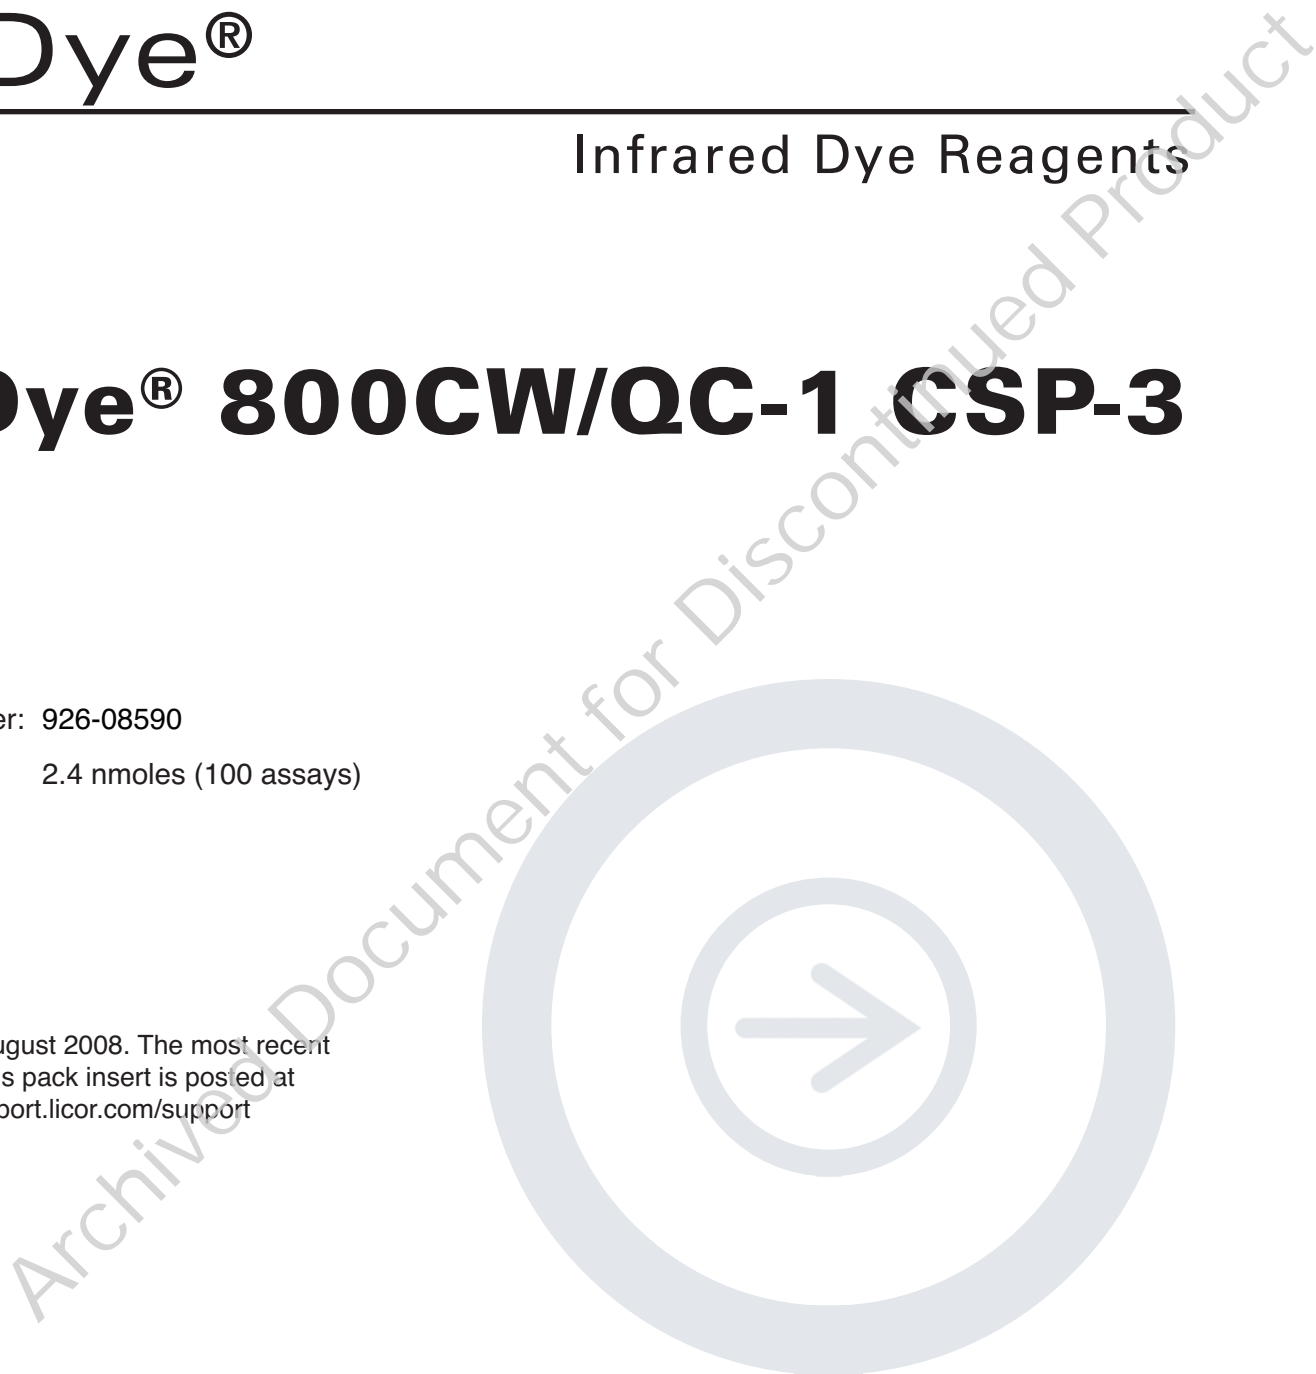 Dye®
Infrared Dye Reagents
Dye® 800CW/QC-1 CSP-3
er: 926-08590
2.4 nmoles (100 assays)
ugust 2008. The most recent
s pack insert is posted at
port.licor.com/support
Archived Document for Discontinued Product